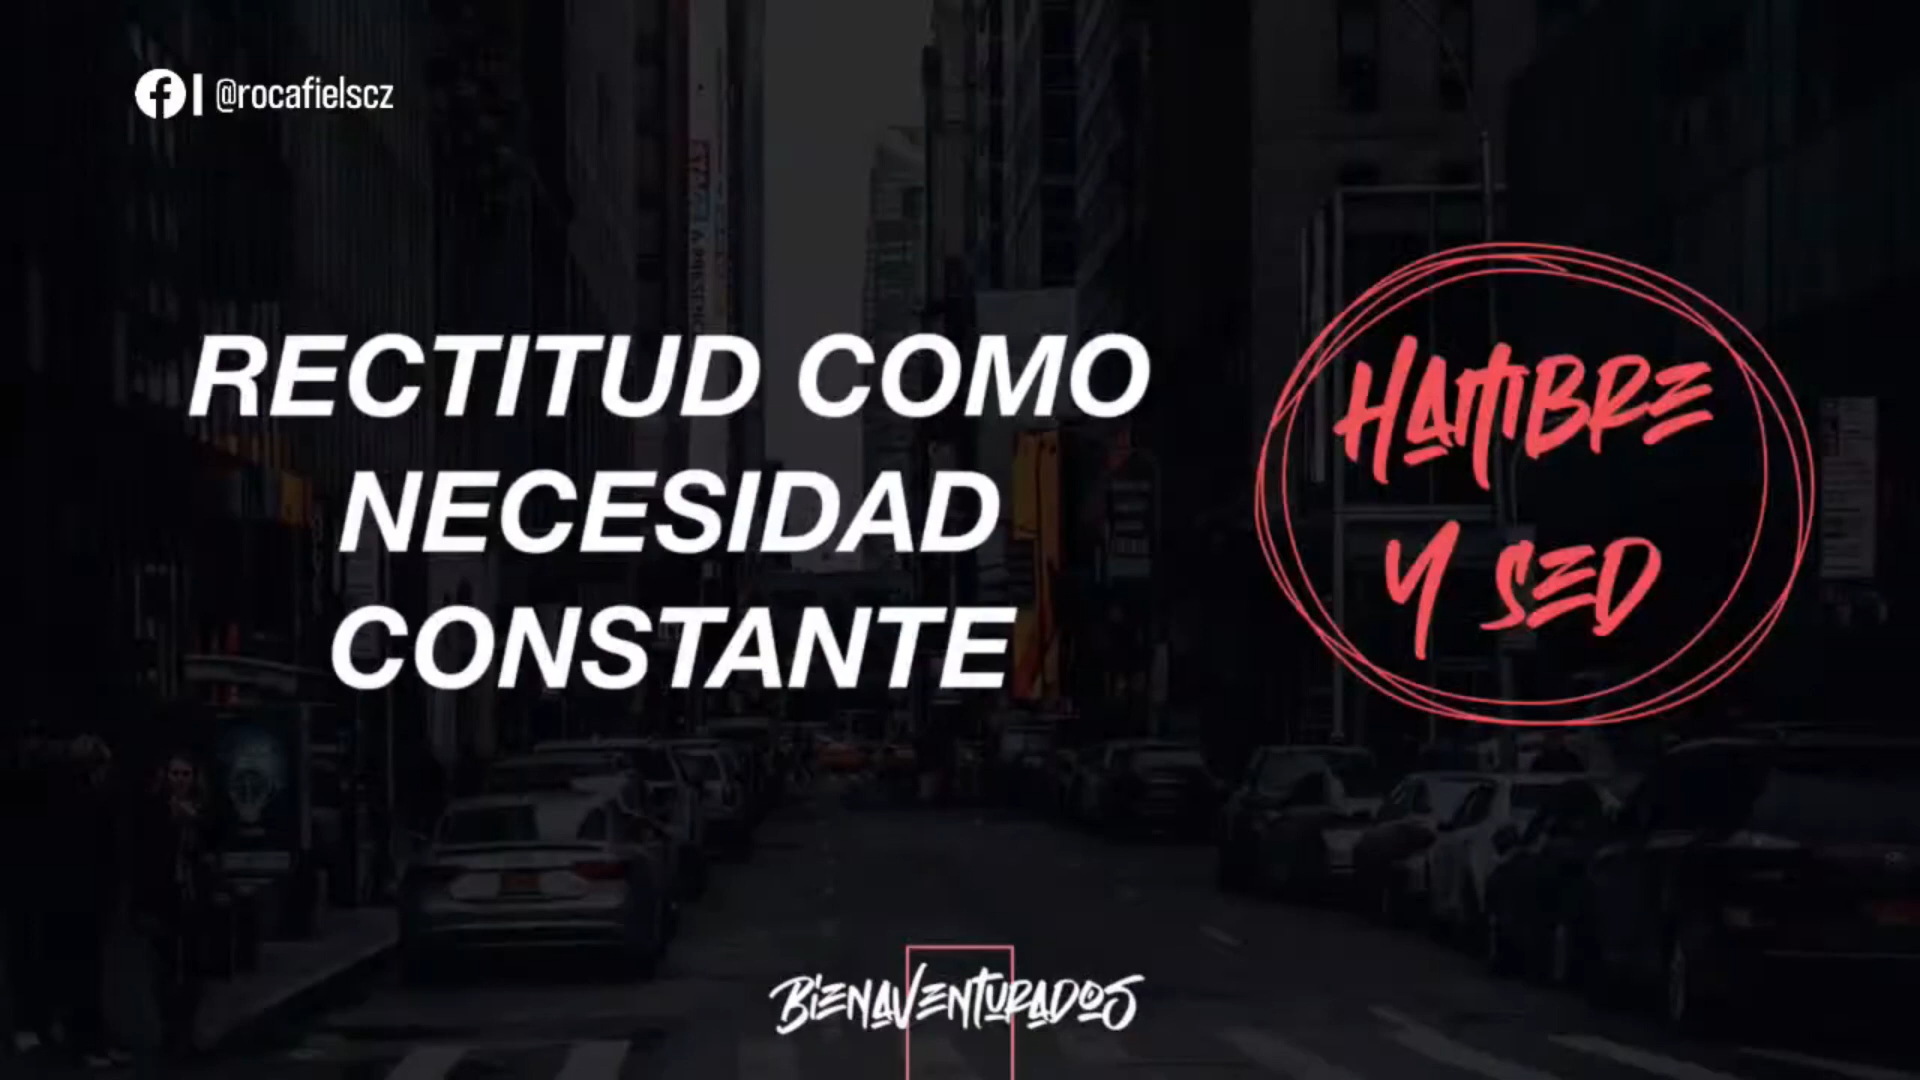 @rocafielscz
RECTITUD COMO
NECESIDAD
CONSTANTE
HAMBRE
Y SED
BIENAVENTURADOS